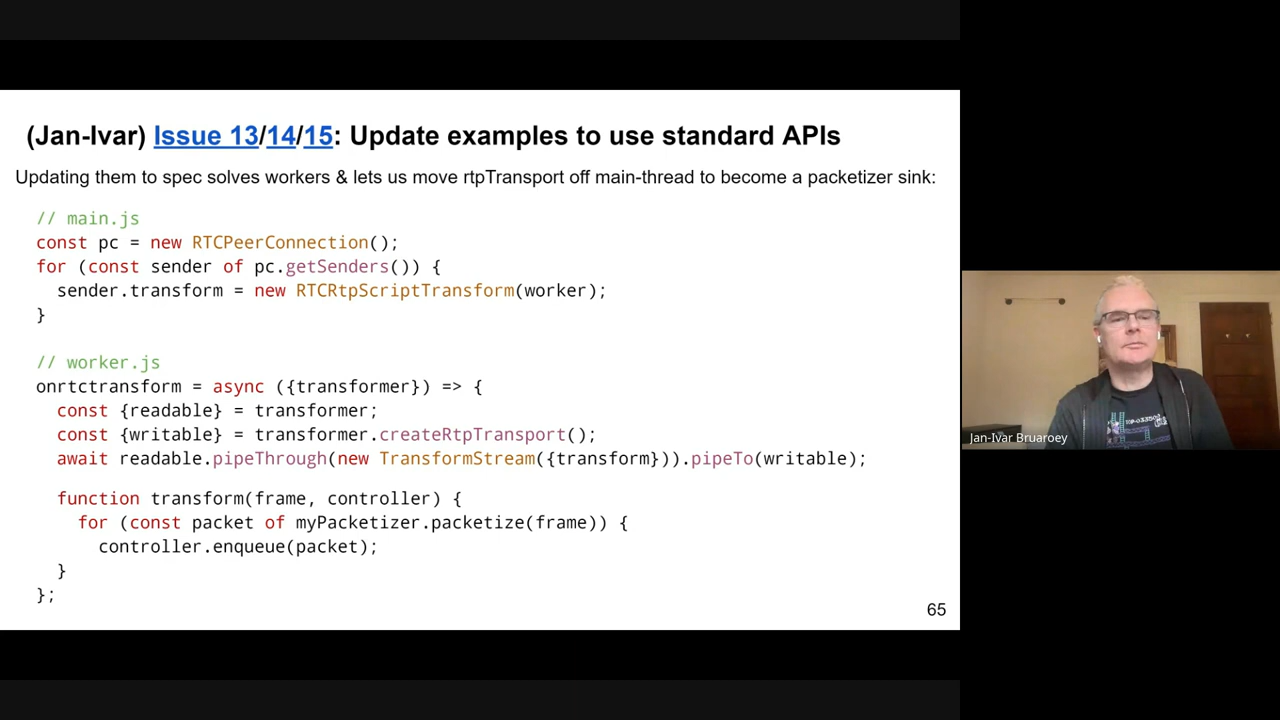 (Jan-Ivar) Issue 13/14/15: Update examples to use standard APIs
Updating them to spec solves workers & lets us move rtpTransport off main-thread to become a packetizer sink:
// main.js
const pc = new RTCPeerConnection();
for (const sender of pc.getSenders()) {
  sender.transform = new RTCRtpScriptTransform(worker);
}
// worker.js
onrtctransform = async ({transformer}) => {
  const {readable} = transformer;
  const {writable} = transformer.createRtpTransport();
  await readable.pipeThrough(new TransformStream({transform})).pipeTo(writable);
  function transform(frame, controller) {
    for (const packet of myPacketizer.packetize(frame)) {
      controller.enqueue(packet);
  }
};
65
Jan-Ivar Bruaroey